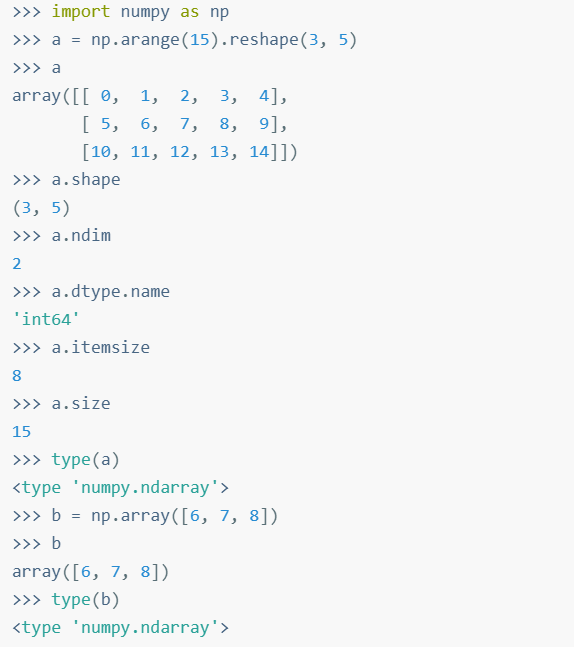 >>> import numpy as np
>>> a = np.arange(15).reshape(3, 5)
>>> a
array([[ 0,  1,  2,  3,  4],
       [ 5,  6,  7,  8,  9],
       [10, 11, 12, 13, 14]])
>>> a.shape
(3, 5)
>>> a.ndim
2
>>> a.dtype.name
'int64'
>>> a.itemsize
8
>>> a.size
15
>>> type(a)
<type 'numpy.ndarray'>
>>> b = np.array([6, 7, 8])
>>> b
array([6, 7, 8])
>>> type(b)
<type 'numpy.ndarray'>